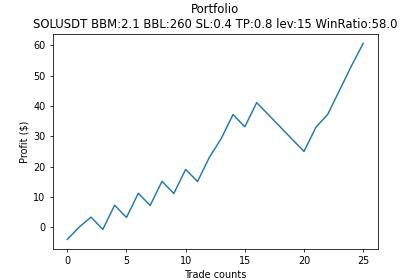 Portfolio
SOLUSDT BBM:2.1 BBL:260 SL:0.4 TP:0.8 lev:15 WinRatio:58.0
60
50
40
30
20
10
0
Profit ($)
0 5 10 15 20 25
Trade counts